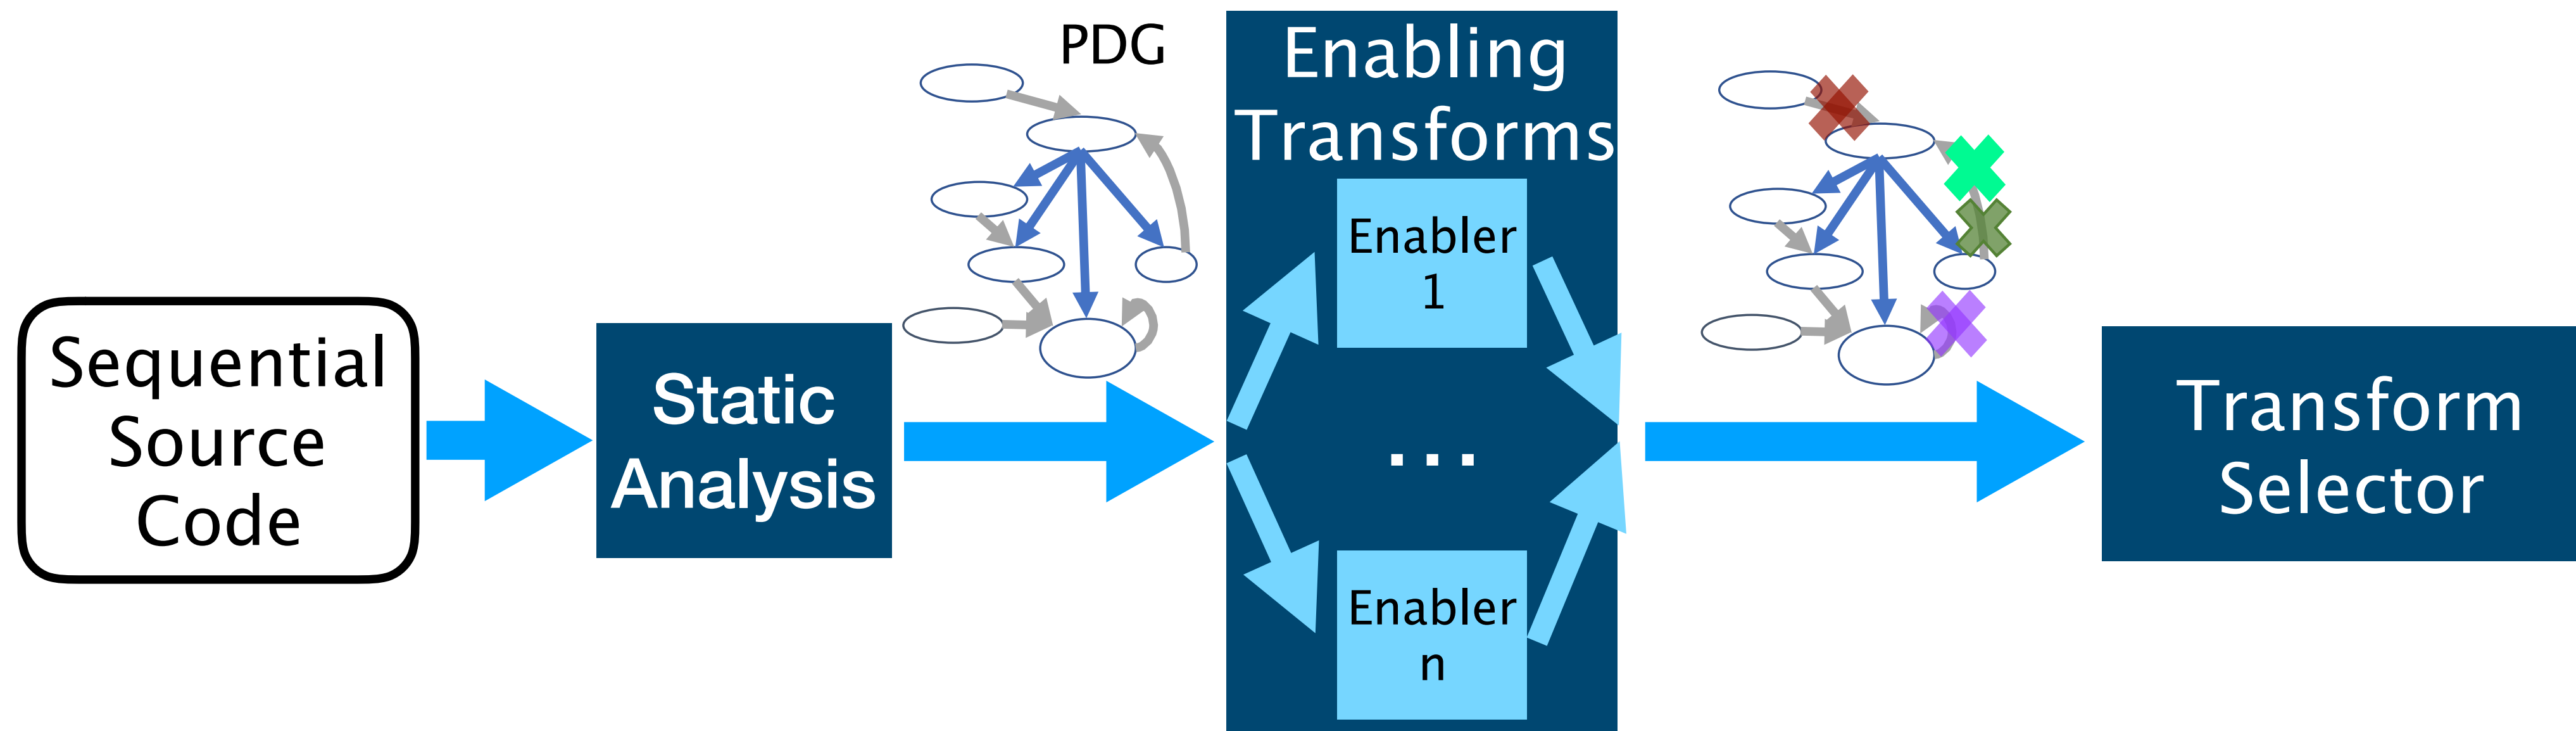 Sequential
Source
Code
Static
Analysis
PDG
Enabling
Transforms
Enabler
1
...
Enabler
n
Transform
Selector